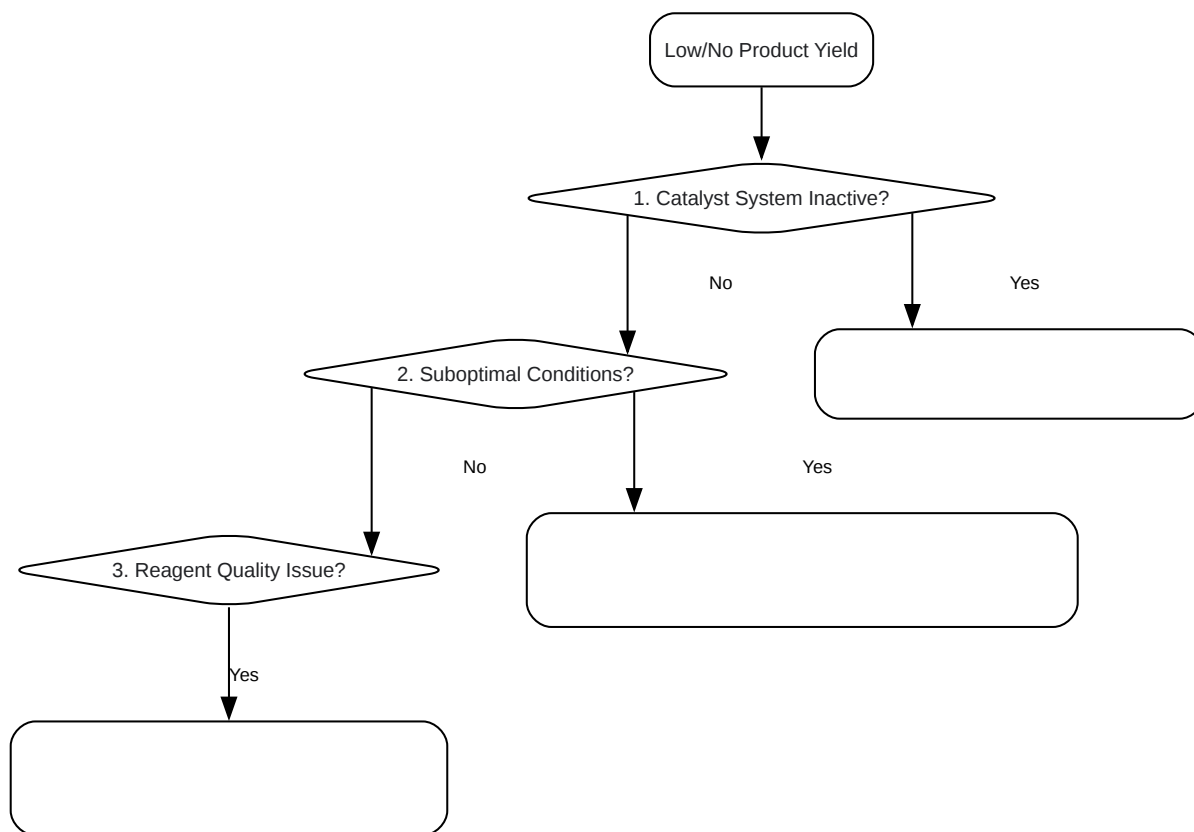 Low/No Product Yield
1. Catalyst System Inactive?
No
Yes
2. Suboptimal Conditions?
No
Yes
3. Reagent Quality Issue?
Yes